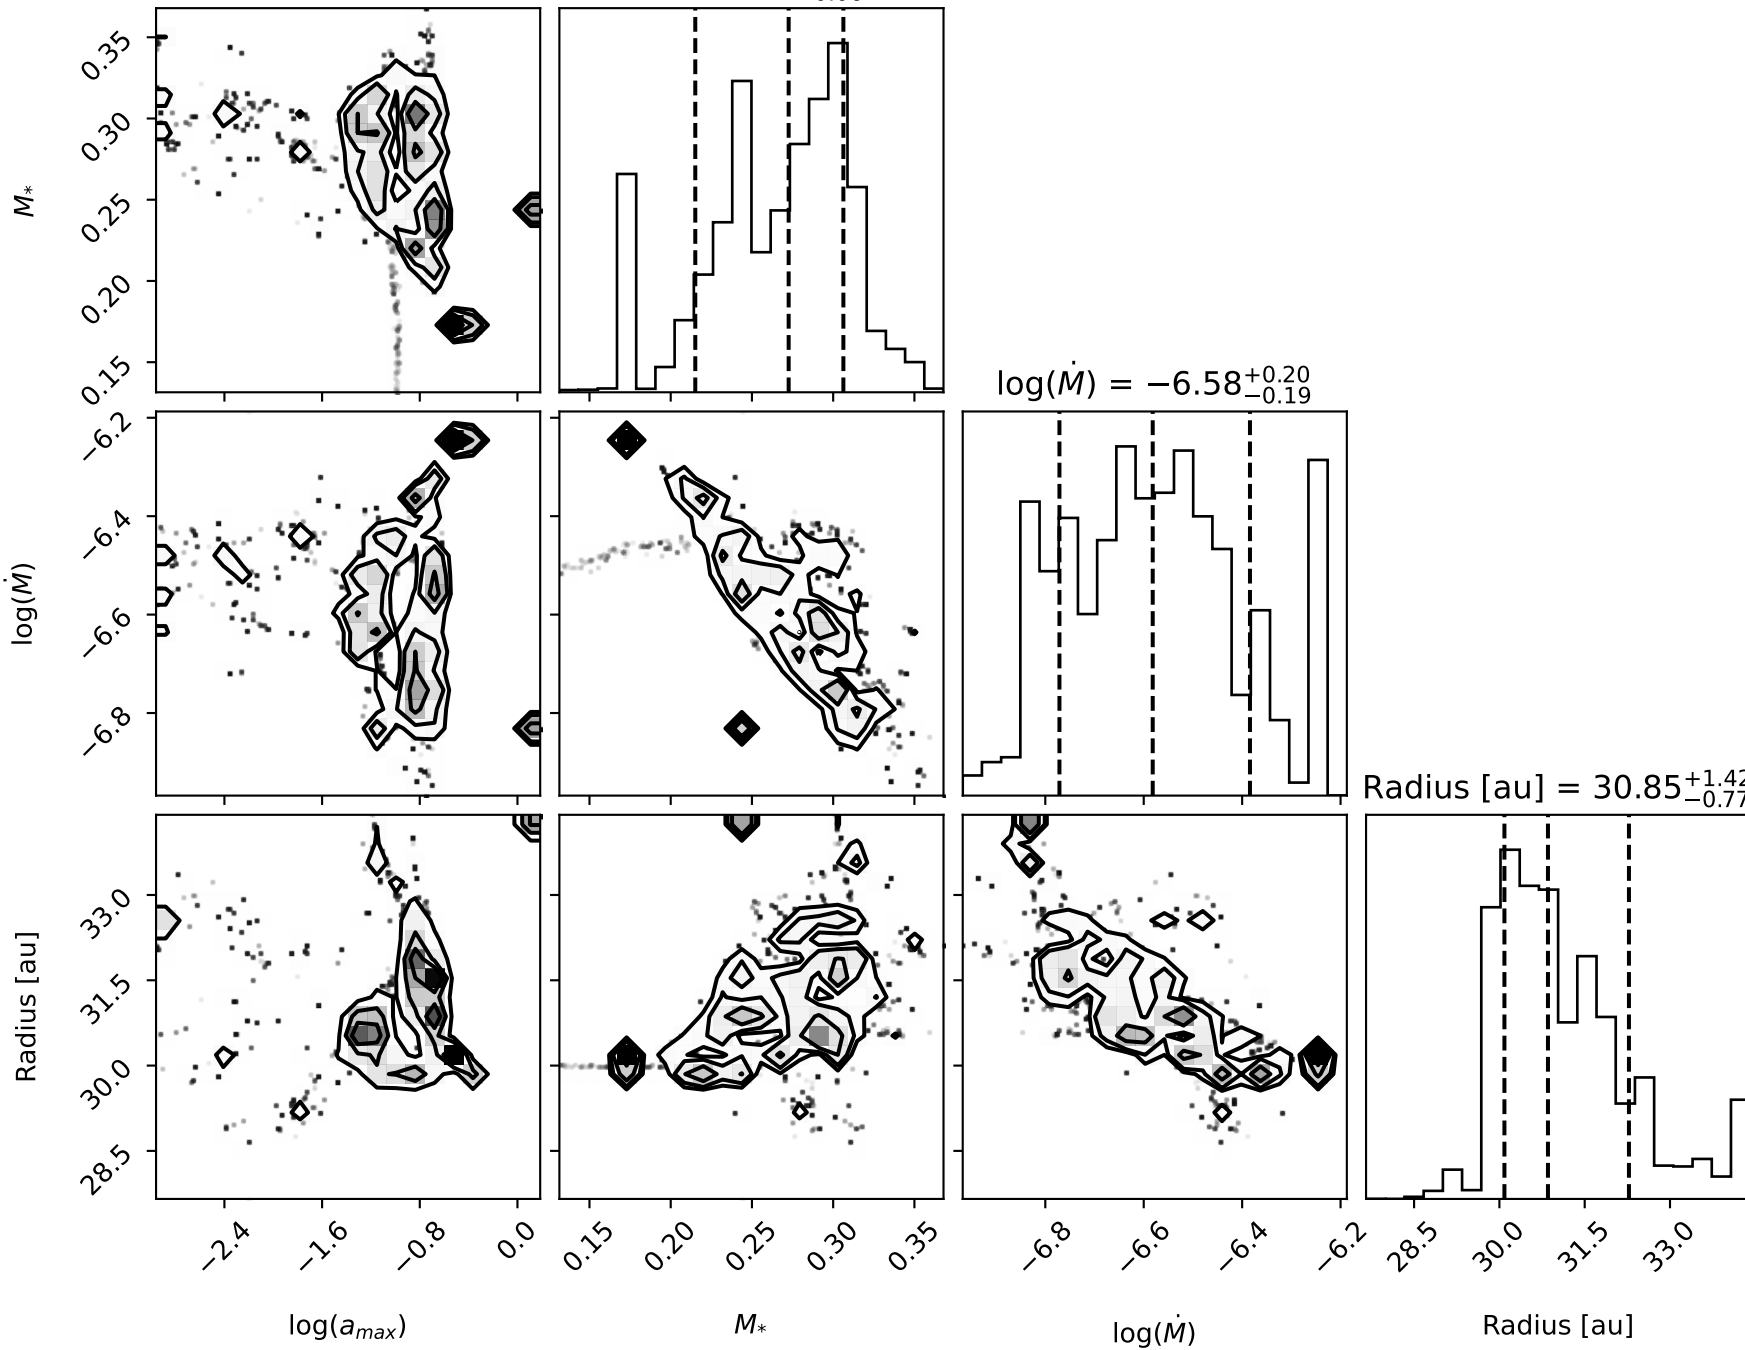 0.35
0.30
0.25
0.20
0.15
M*
log(Ṁ) = −6.58 +0.20 −0.19
−6.2
−6.4
−6.6
−6.8
log(Ṁ)
Radius [au] = 30.85 +1.42 −0.77
33.0
31.5
30.0
28.5
Radius [au]
−2.4 −1.6 −0.8 0.0 0.15 0.20 0.25 0.30 0.35 −6.8 −6.6 −6.4 −6.2 28.5 30.0 31.5 33.0
log(a_max) M* log(Ṁ) Radius [au]